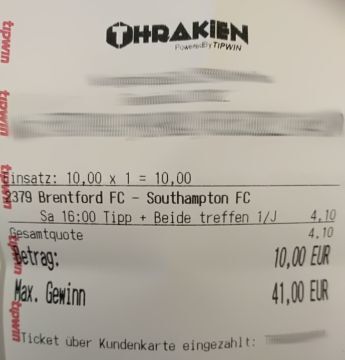 THRAKIEN
Powered By TIPWIN
Einsatz: 10,00 x 1 = 10,00
2379 Brentford FC - Southampton FC
Sa 16:00 Tipp + Beide treffen 1/J 4,10
Gesamtquote 4,10
Betrag: 10,00 EUR
Max. Gewinn 41,00 EUR
Ticket über Kundenkarte eingezahlt:
tipwin
tipwin
tipwin
tipwin
tipwin